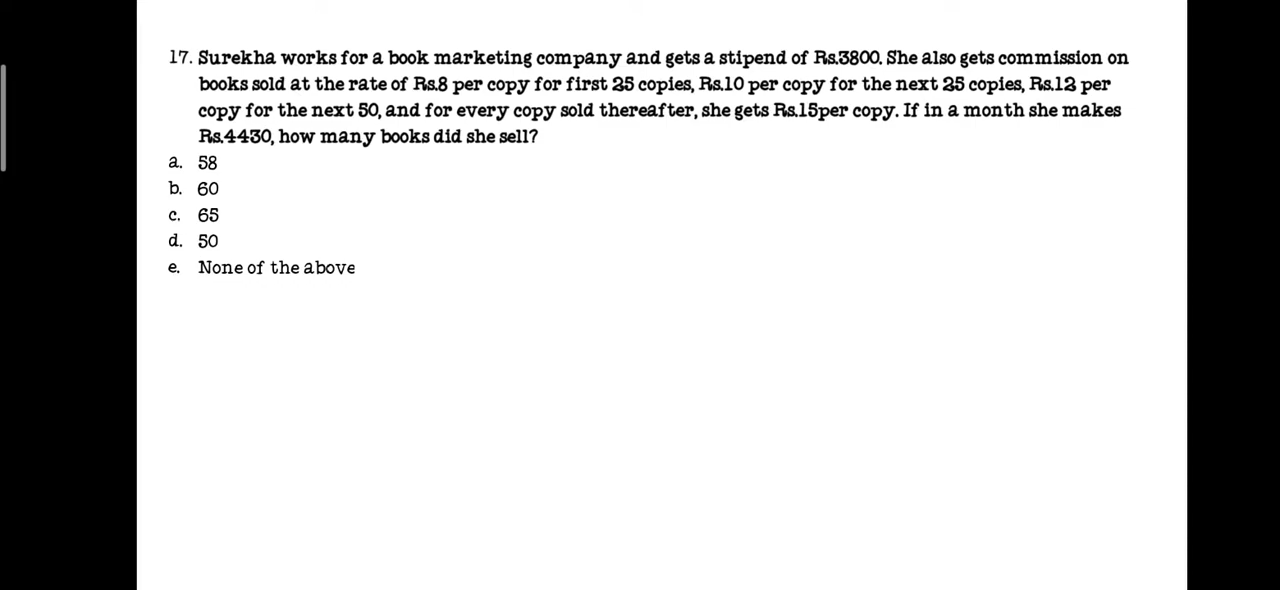 17. Surekha works for a book marketing company and gets a stipend of Rs.3800. She also gets commission on
books sold at the rate of Rs.8 per copy for first 25 copies, Rs.10 per copy for the next 25 copies, Rs.12 per
copy for the next 50, and for every copy sold thereafter, she gets Rs.15per copy. If in a month she makes
Rs.4430, how many books did she sell?
a. 58
b. 60
c. 65
d. 50
e. None of the above